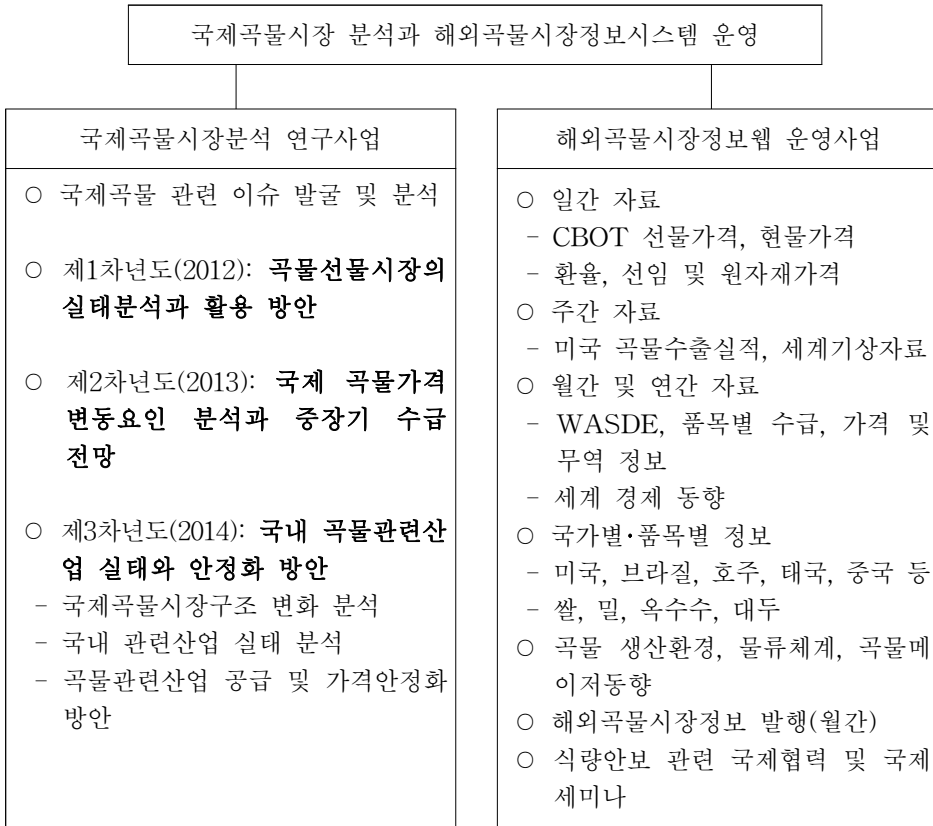 국제곡물시장 분석과 해외곡물시장정보시스템 운영
국제곡물시장분석 연구사업
○ 국제곡물 관련 이슈 발굴 및 분석
○ 제1차년도(2012): 곡물선물시장의
실태분석과 활용 방안
○ 제2차년도(2013): 국제 곡물가격
변동요인 분석과 중장기 수급
전망
○ 제3차년도(2014): 국내 곡물관련산
업 실태와 안정화 방안
- 국제곡물시장구조 변화 분석
- 국내 관련산업 실태 분석
- 곡물관련산업 공급 및 가격안정화
방안
해외곡물시장정보웹 운영사업
○ 일간 자료
- CBOT 선물가격, 현물가격
- 환율, 선임 및 원자재가격
○ 주간 자료
- 미국 곡물수출실적, 세계기상자료
○ 월간 및 연간 자료
- WASDE, 품목별 수급, 가격 및
무역 정보
- 세계 경제 동향
○ 국가별·품목별 정보
- 미국, 브라질, 호주, 태국, 중국 등
- 쌀, 밀, 옥수수, 대두
○ 곡물 생산환경, 물류체계, 곡물메
이저동향
○ 해외곡물시장정보 발행(월간)
○ 식량안보 관련 국제협력 및 국제
세미나